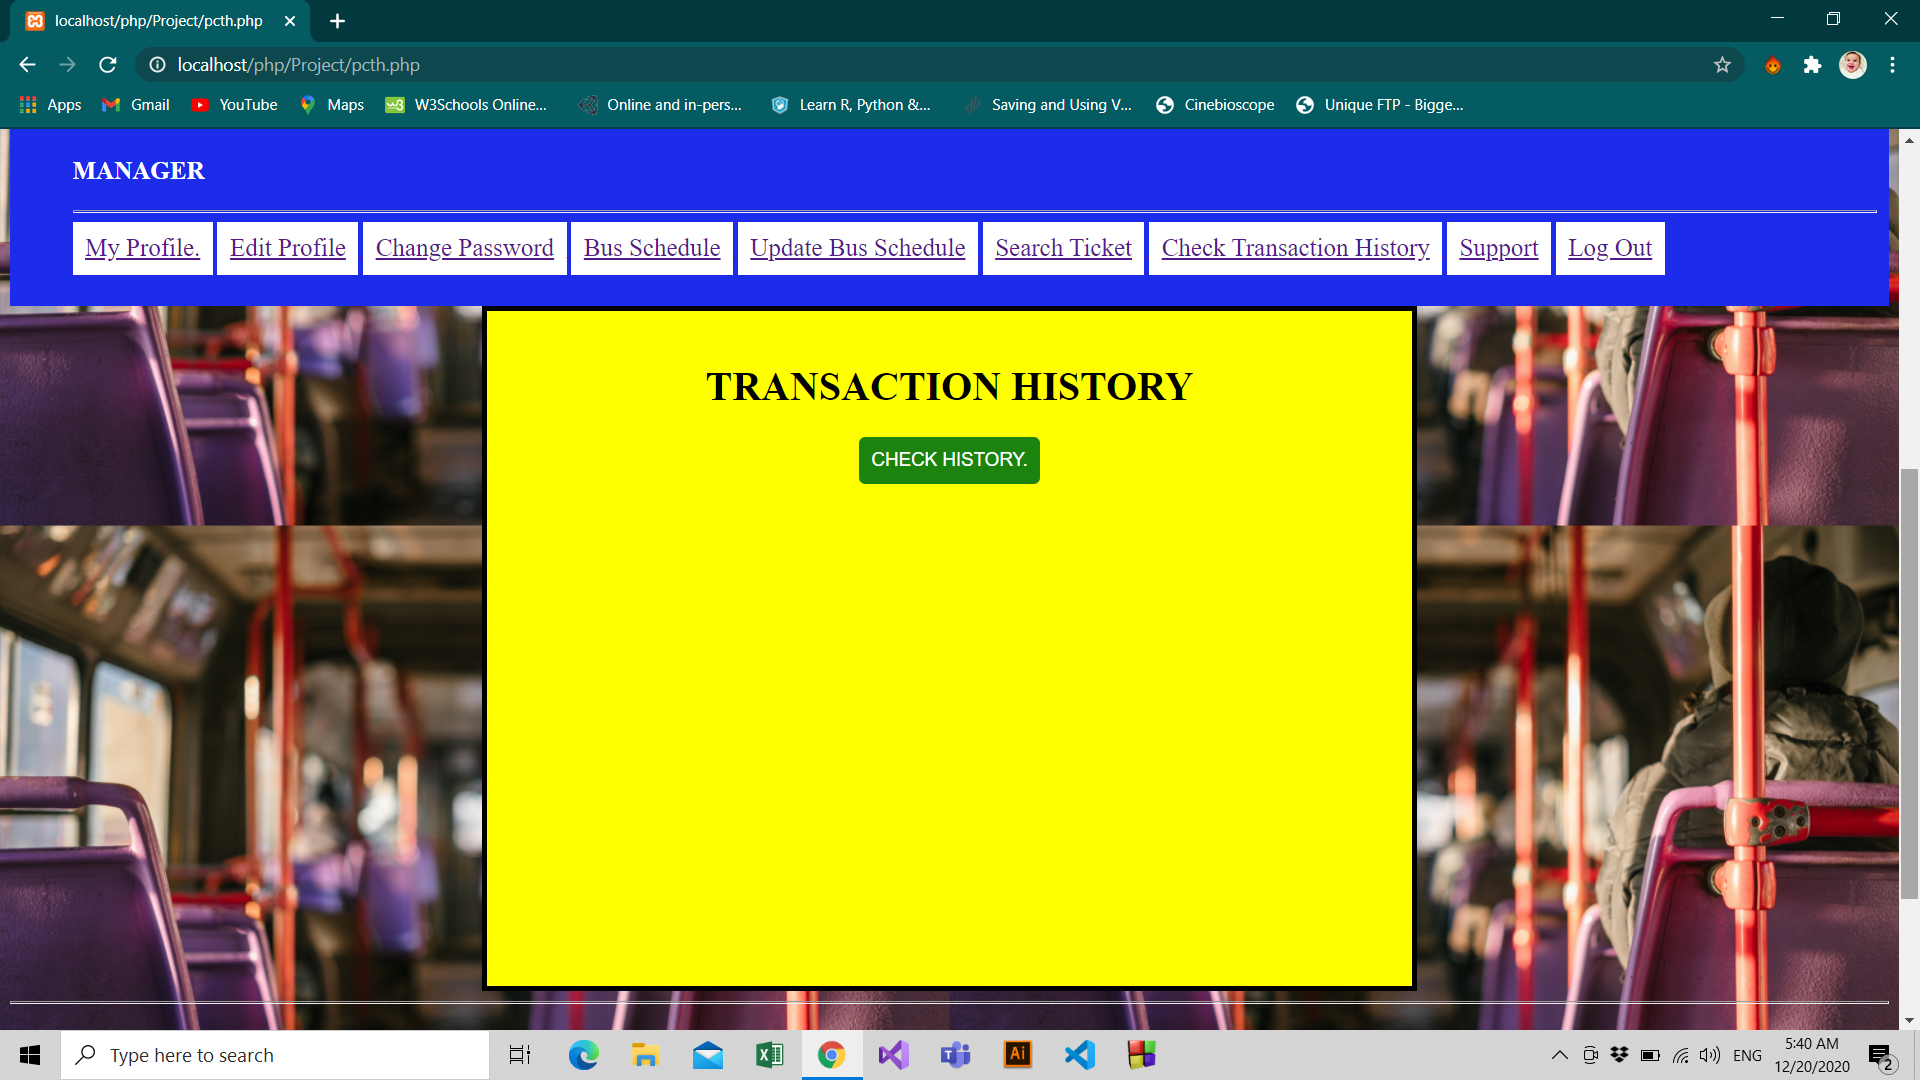 localhost/php/Project/pcth.php
localhost/php/Project/pcth.php
Apps Gmail YouTube Maps W3Schools Online... Online and in-pers... Learn R, Python &... Saving and Using V... Cinebioscope Unique FTP - Bigge...
MANAGER
My Profile. Edit Profile Change Password Bus Schedule Update Bus Schedule Search Ticket Check Transaction History Support Log Out
TRANSACTION HISTORY
CHECK HISTORY.
Type here to search
ENG
5:40 AM
12/20/2020
2